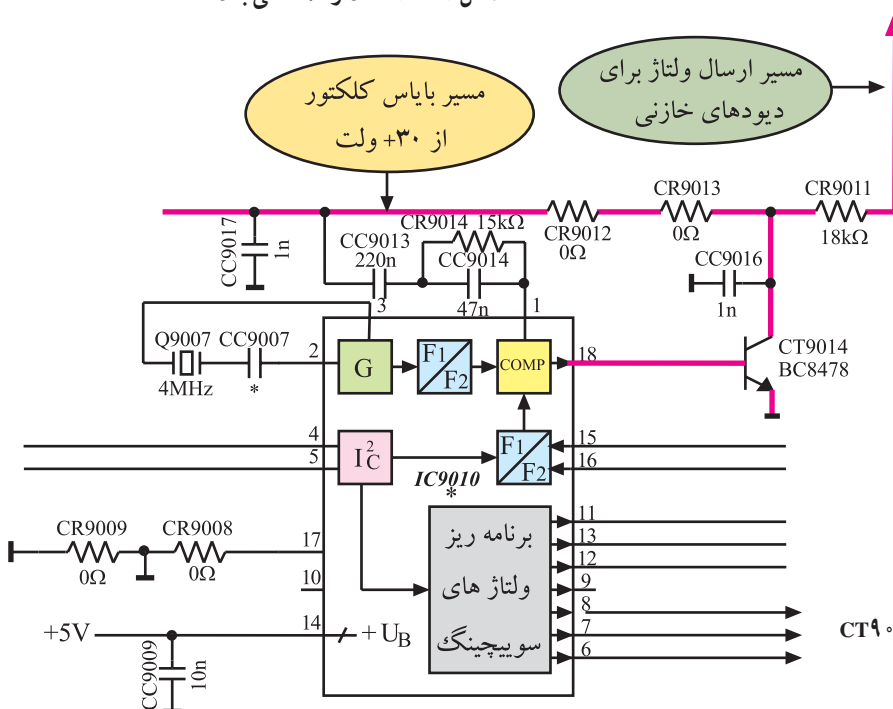 مسیر بایاس کلکتور
از ۳۰+ ولت
مسیر ارسال ولتاژ برای
دیودهای خازنی
CC9017
1n
CC9013
220n
CR9014 15kΩ
CC9014
47n
CR9012
0Ω
CR9013
0Ω
CR9011
18kΩ
CC9016
1n
CT9014
BC8478
Q9007
4MHz
CC9007
*
3
1
2
G
F1
F2
COMP
18
4
5
I²C
IC9010
*
F1
F2
15
16
CR9009
0Ω
CR9008
0Ω
17
10
14
+5V
CC9009
10n
+UB
برنامه ریز
ولتاژ های
سوییچینگ
11
13
12
9
8
7
6
CT۹۰